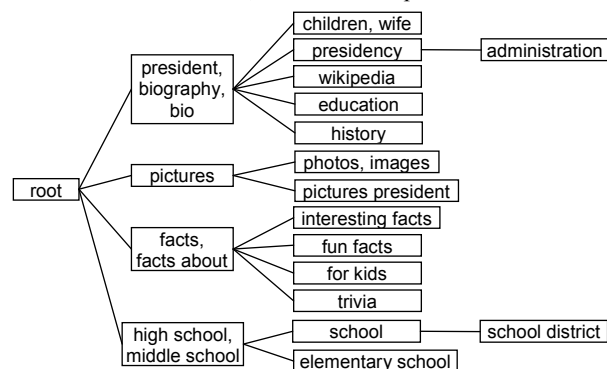 children, wife
presidency
administration
president,
biography,
bio
wikipedia
education
history
photos, images
root
pictures
pictures president
interesting facts
facts,
facts about
fun facts
for kids
trivia
high school,
middle school
school
school district
elementary school